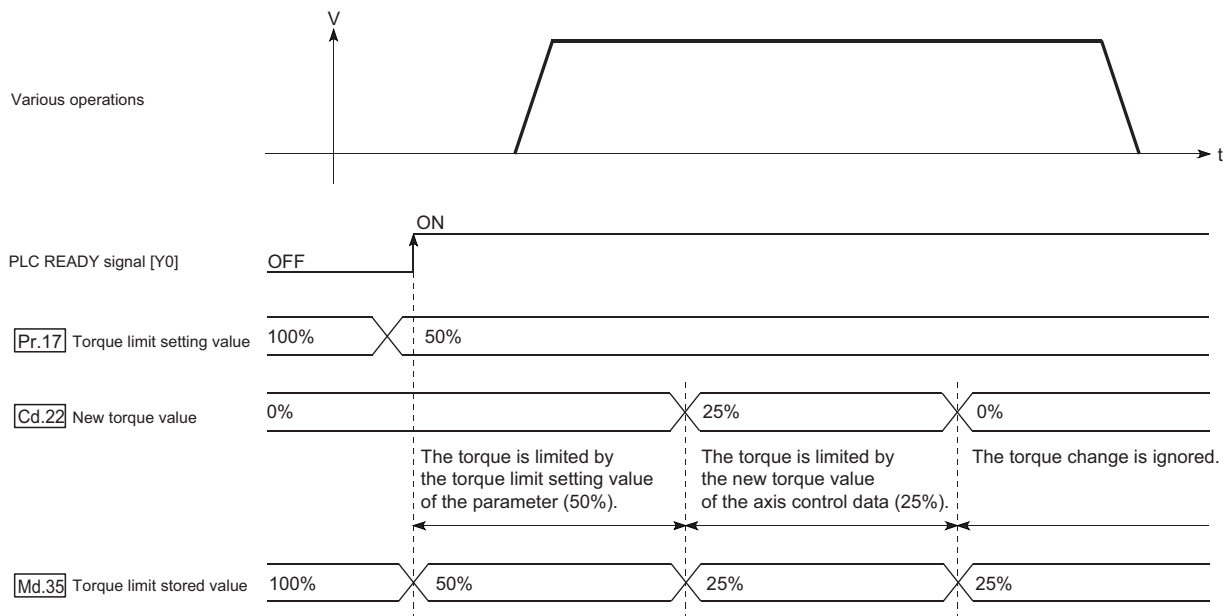 V
Various operations
t
ON
PLC READY signal [Y0] OFF
Pr.17 Torque limit setting value 100% 50%
Cd.22 New torque value 0% 25% 0%
The torque is limited by
the torque limit setting value
of the parameter (50%).
The torque is limited by
the new torque value
of the axis control data (25%).
The torque change is ignored.
Md.35 Torque limit stored value 100% 50% 25% 25%